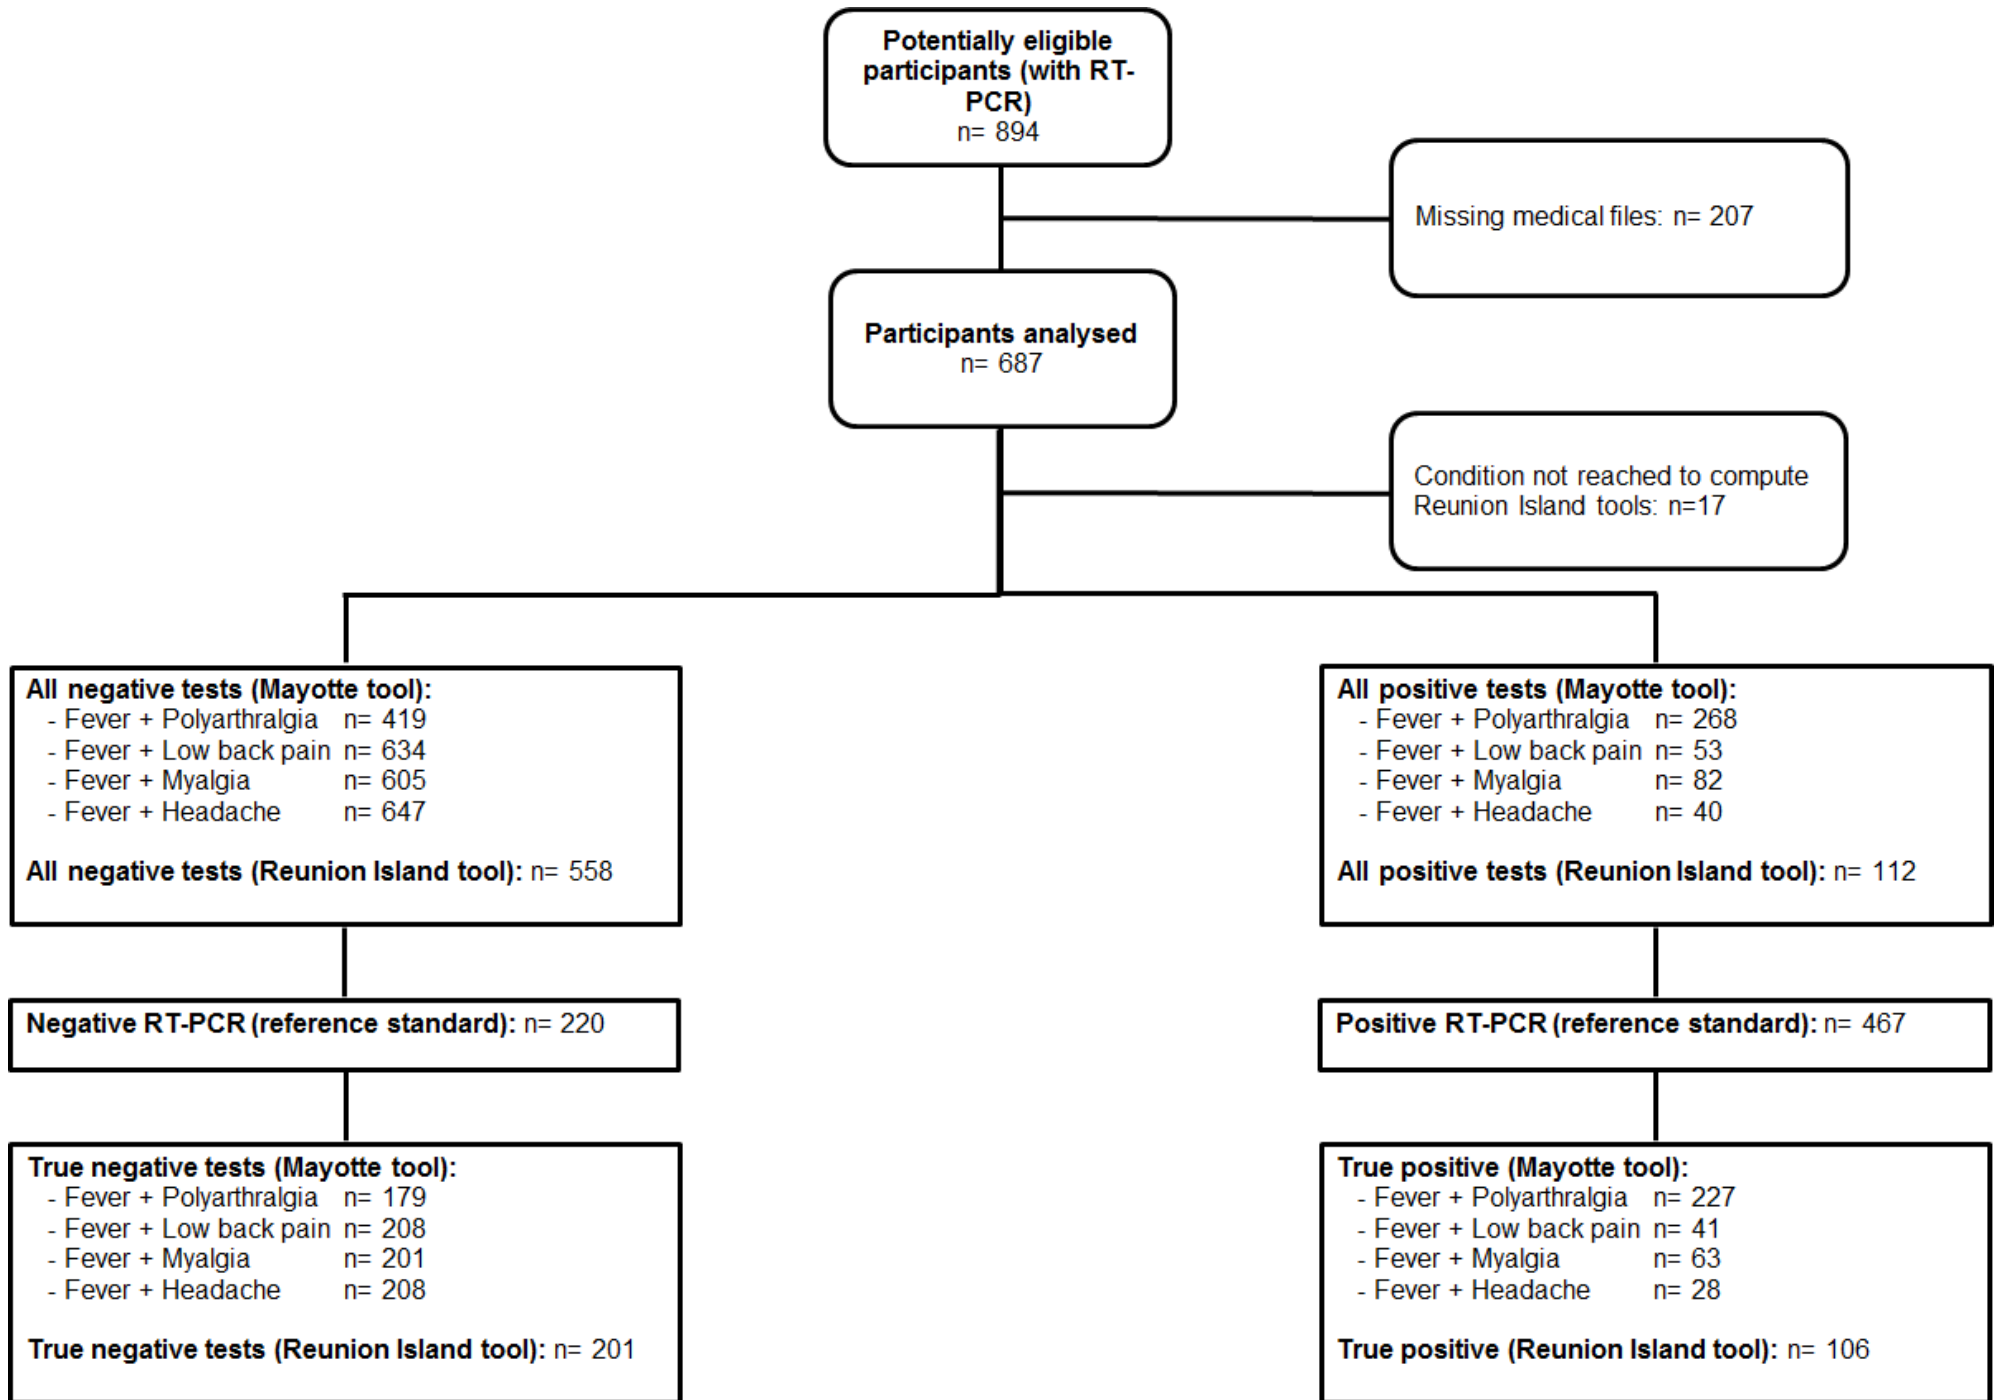 Potentially eligible
participants (with RT-
PCR)
n= 894
Missing medical files: n= 207
Participants analysed
n= 687
Condition not reached to compute
Reunion Island tools: n=17
All negative tests (Mayotte tool):
- Fever + Polyarthralgia n= 419
- Fever + Low back pain n= 634
- Fever + Myalgia n= 605
- Fever + Headache n= 647
All negative tests (Reunion Island tool): n= 558
All positive tests (Mayotte tool):
- Fever + Polyarthralgia n= 268
- Fever + Low back pain n= 53
- Fever + Myalgia n= 82
- Fever + Headache n= 40
All positive tests (Reunion Island tool): n= 112
Negative RT-PCR (reference standard): n= 220
Positive RT-PCR (reference standard): n= 467
True negative tests (Mayotte tool):
- Fever + Polyarthralgia n= 179
- Fever + Low back pain n= 208
- Fever + Myalgia n= 201
- Fever + Headache n= 208
True negative tests (Reunion Island tool): n= 201
True positive (Mayotte tool):
- Fever + Polyarthralgia n= 227
- Fever + Low back pain n= 41
- Fever + Myalgia n= 63
- Fever + Headache n= 28
True positive (Reunion Island tool): n= 106